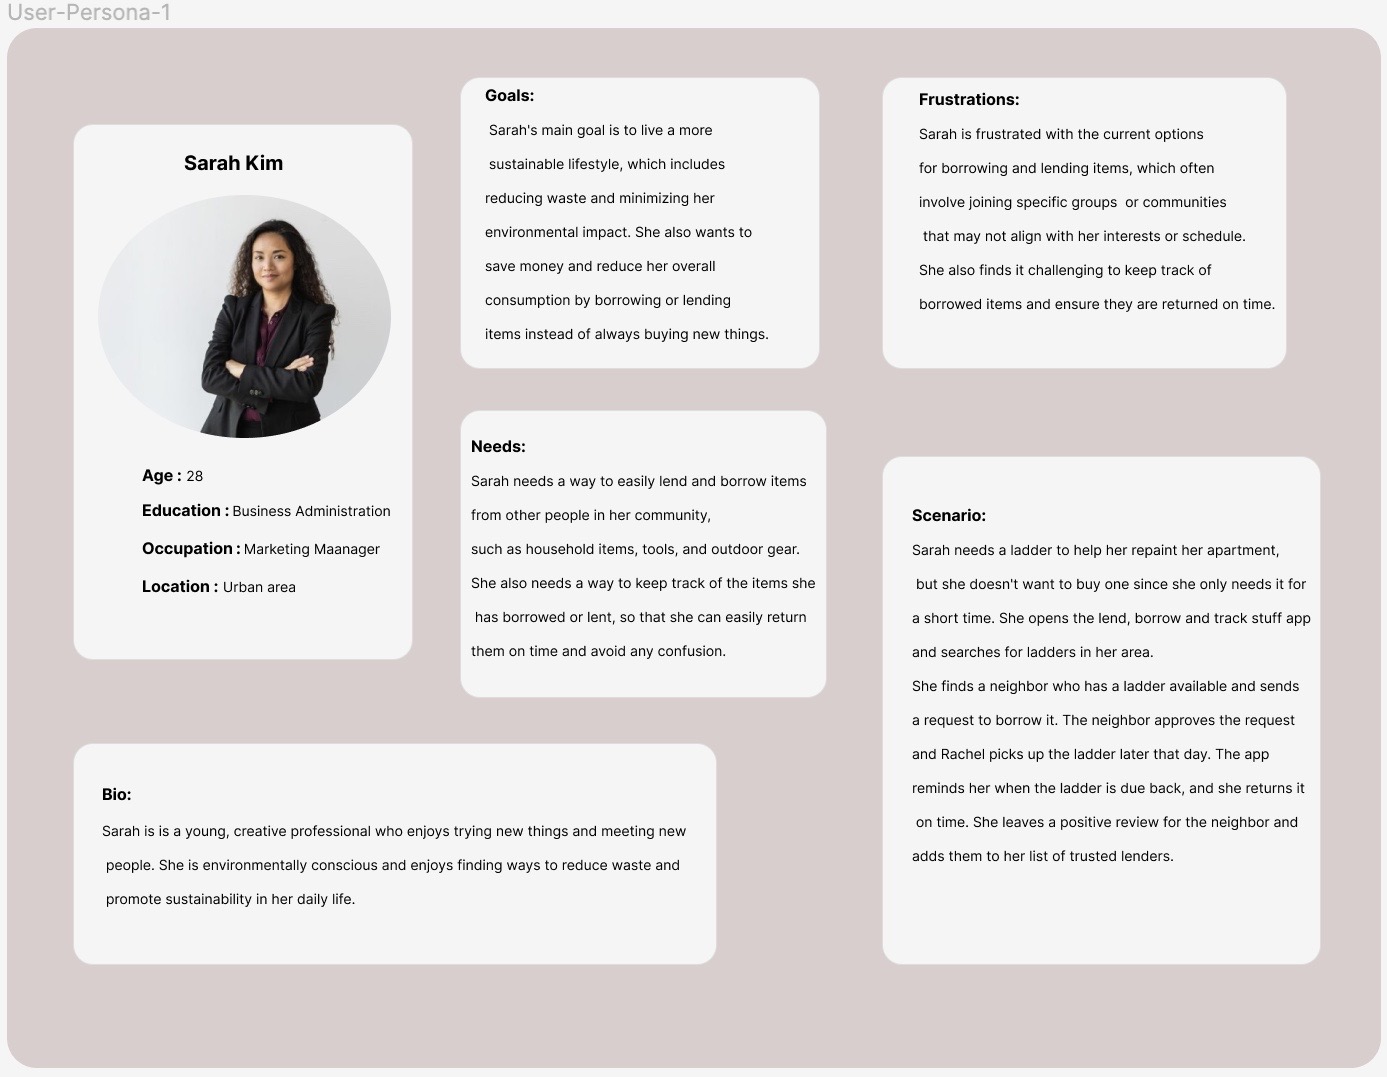 User-Persona-1
Sarah Kim
Age : 28
Education : Business Administration
Occupation : Marketing Maanager
Location : Urban area
Goals:
Sarah's main goal is to live a more
sustainable lifestyle, which includes
reducing waste and minimizing her
environmental impact. She also wants to
save money and reduce her overall
consumption by borrowing or lending
items instead of always buying new things.
Frustrations:
Sarah is frustrated with the current options
for borrowing and lending items, which often
involve joining specific groups  or communities
that may not align with her interests or schedule.
She also finds it challenging to keep track of
borrowed items and ensure they are returned on time.
Needs:
Sarah needs a way to easily lend and borrow items
from other people in her community,
such as household items, tools, and outdoor gear.
She also needs a way to keep track of the items she
has borrowed or lent, so that she can easily return
them on time and avoid any confusion.
Scenario:
Sarah needs a ladder to help her repaint her apartment,
but she doesn't want to buy one since she only needs it for
a short time. She opens the lend, borrow and track stuff app
and searches for ladders in her area.
She finds a neighbor who has a ladder available and sends
a request to borrow it. The neighbor approves the request
and Rachel picks up the ladder later that day. The app
reminds her when the ladder is due back, and she returns it
on time. She leaves a positive review for the neighbor and
adds them to her list of trusted lenders.
Bio:
Sarah is is a young, creative professional who enjoys trying new things and meeting new
people. She is environmentally conscious and enjoys finding ways to reduce waste and
promote sustainability in her daily life.